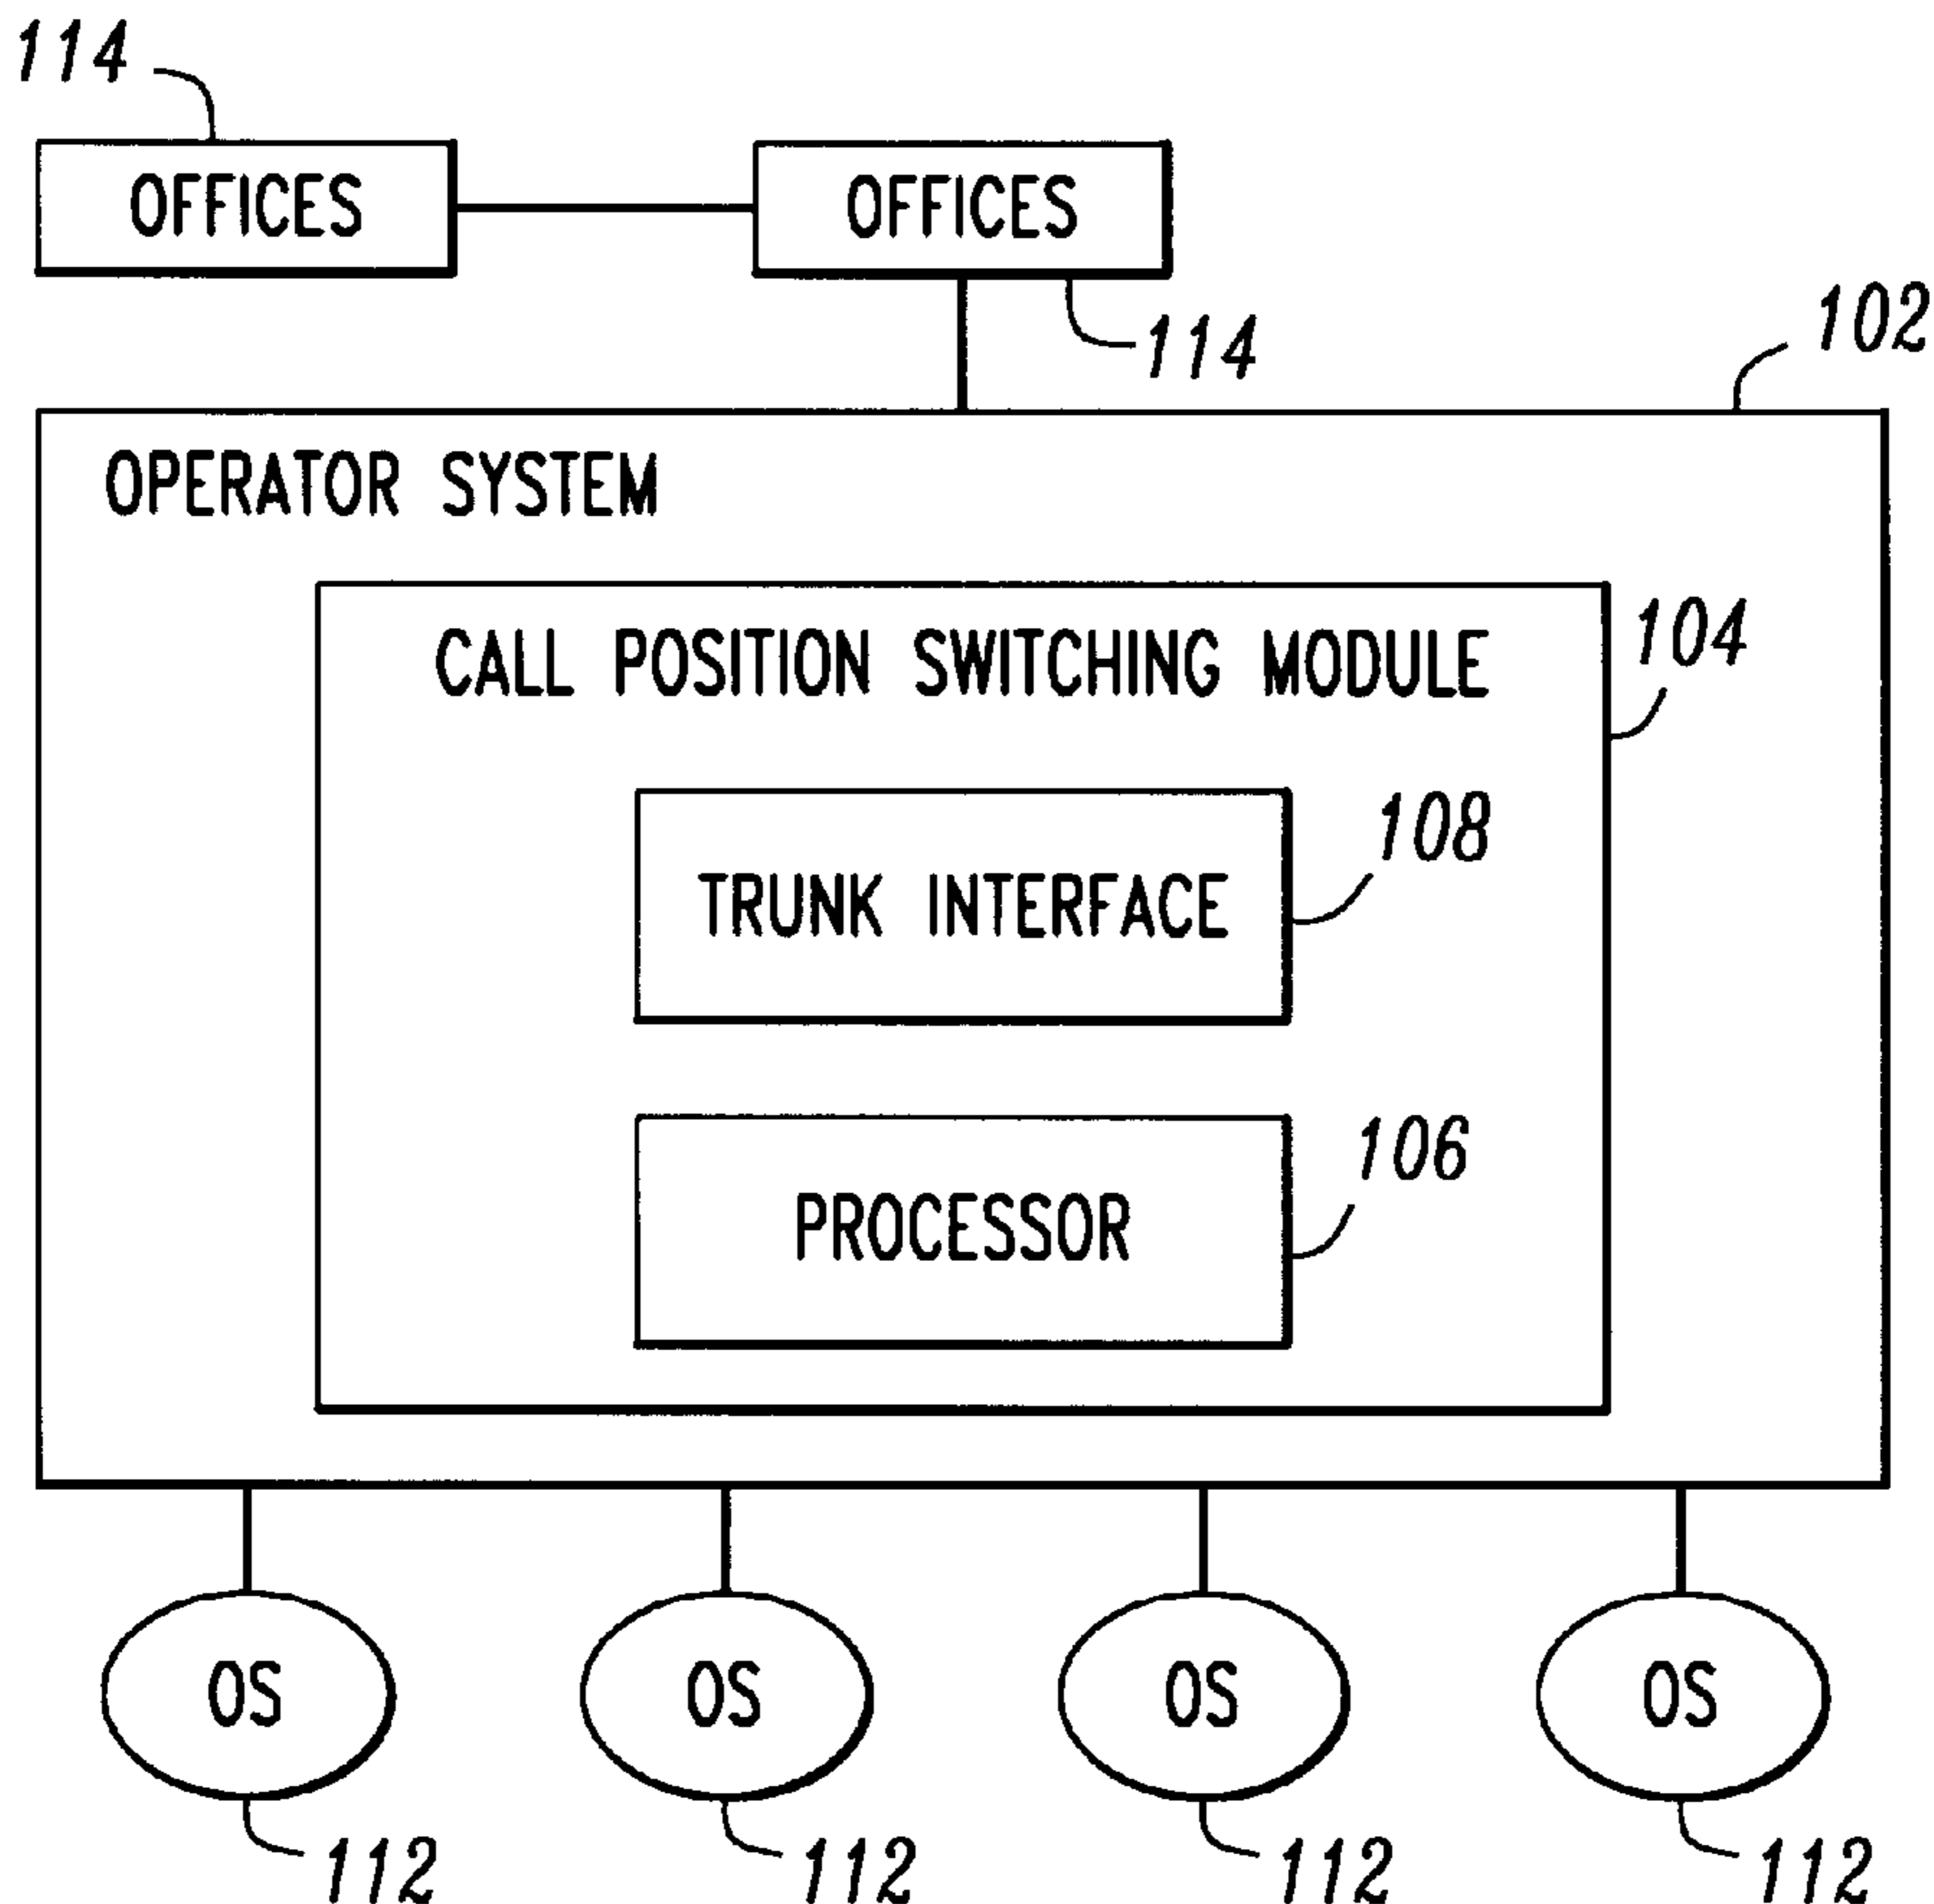 114
OFFICES
OFFICES
114
102
OPERATOR SYSTEM
CALL POSITION SWITCHING MODULE
104
TRUNK INTERFACE
108
PROCESSOR
106
OS
OS
OS
OS
112
112
112
112